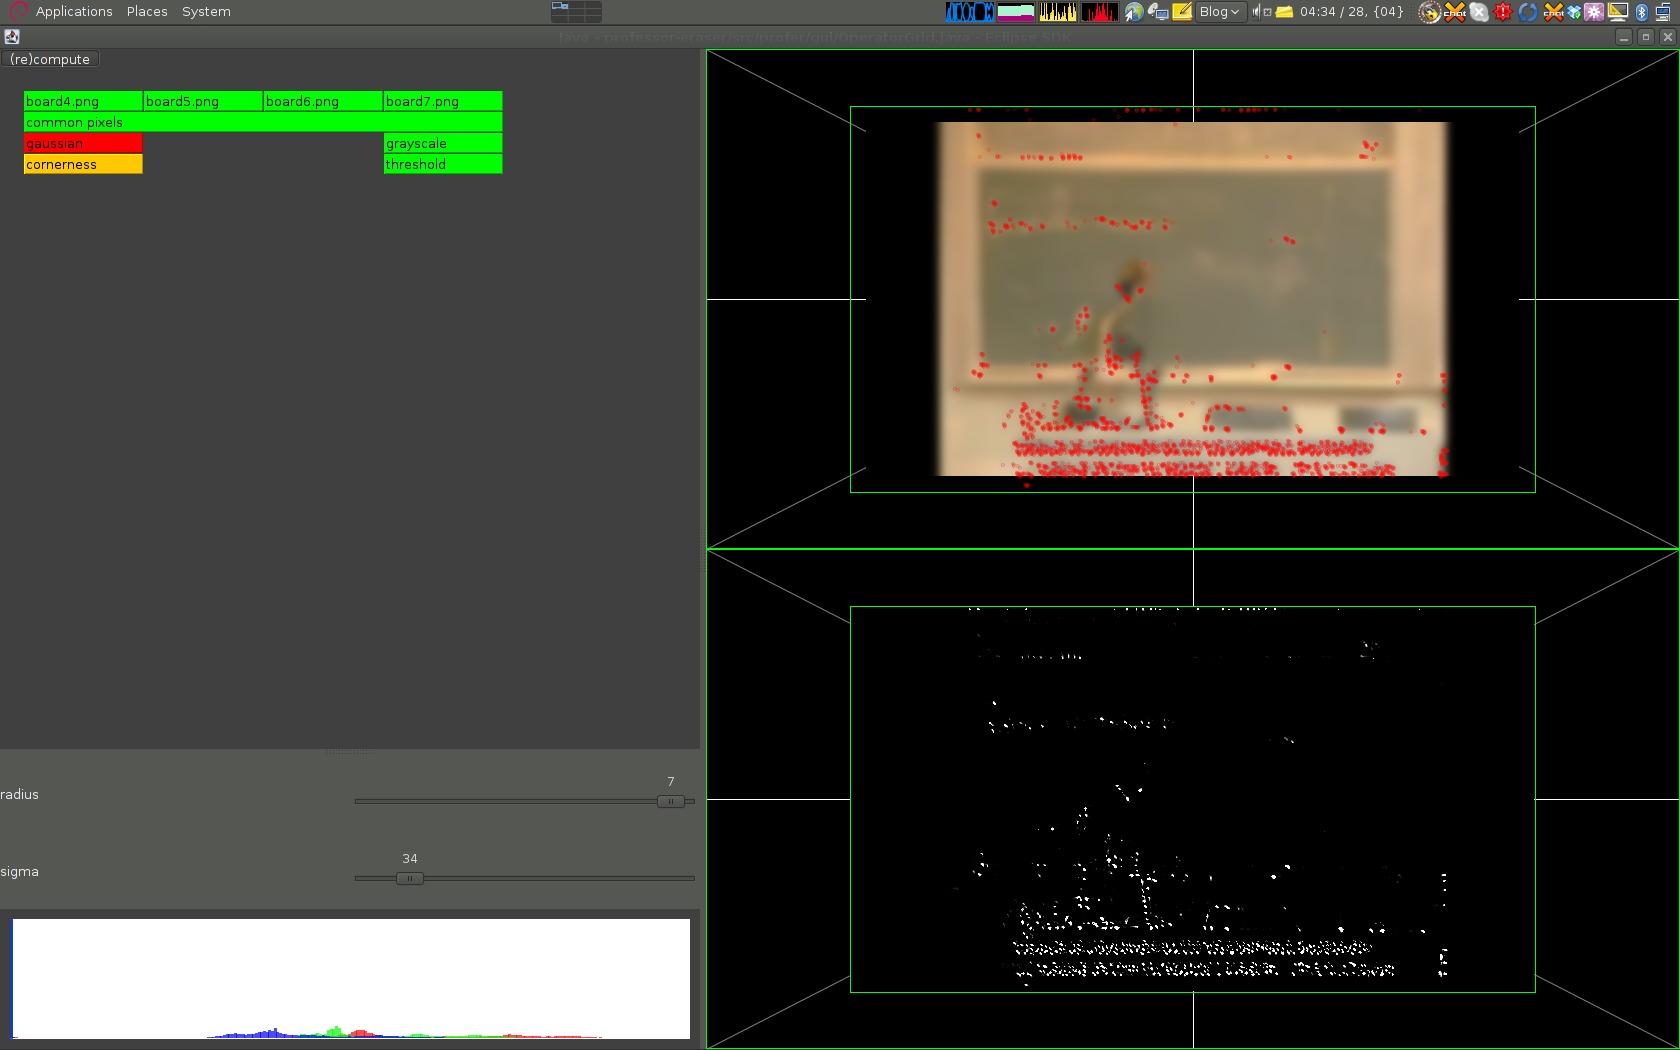 Applications Places System Blog 04:34 / 28, {04}
Java - professor-eraser/src/profer/gui/OperatorGrid.java - Eclipse SDK
(re)compute
board4.png board5.png board6.png board7.png
common pixels
gaussian grayscale
cornerness threshold
7
radius
34
sigma